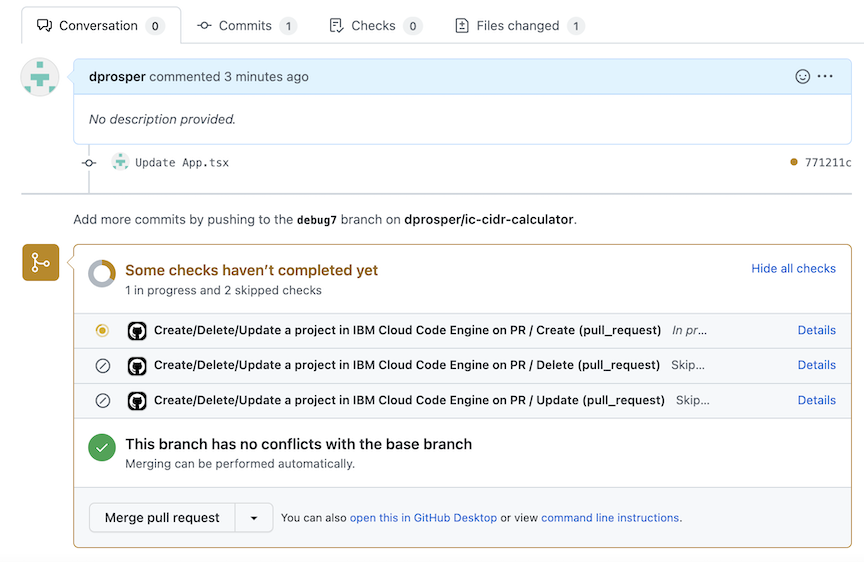 Conversation 0 Commits 1 Checks 0 Files changed 1
dprosper commented 3 minutes ago
No description provided.
Update App.tsx 771211c
Add more commits by pushing to the debug7 branch on dprosper/ic-cidr-calculator.
Some checks haven't completed yet Hide all checks
1 in progress and 2 skipped checks
Create/Delete/Update a project in IBM Cloud Code Engine on PR / Create (pull_request) In pr... Details
Create/Delete/Update a project in IBM Cloud Code Engine on PR / Delete (pull_request) Skip... Details
Create/Delete/Update a project in IBM Cloud Code Engine on PR / Update (pull_request) Skip... Details
This branch has no conflicts with the base branch
Merging can be performed automatically.
Merge pull request You can also open this in GitHub Desktop or view command line instructions.